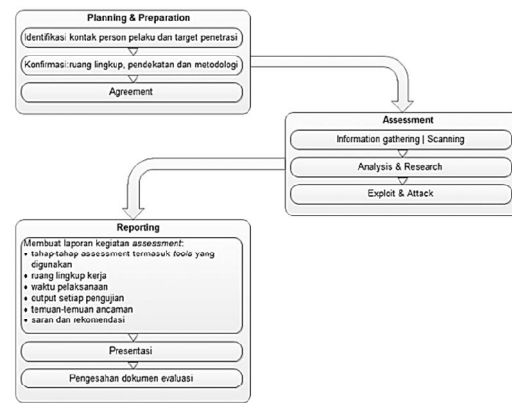 Planning & Preparation
Identifikasi kontak person pelaku dan target penetrasi
Konfirmasi:ruang lingkup, pendekatan dan metodologi
Agreement
Assessment
Information gathering | Scanning
Analysis & Research
Exploit & Attack
Reporting
Membuat laporan kegiatan assessment:
• tahap-tahap assessment termasuk tools yang
digunakan
• ruang lingkup kerja
• waktu pelaksanaan
• output setiap pengujian
• temuan-temuan ancaman
• saran dan rekomendasi
Presentasi
Pengesahan dokumen evaluasi